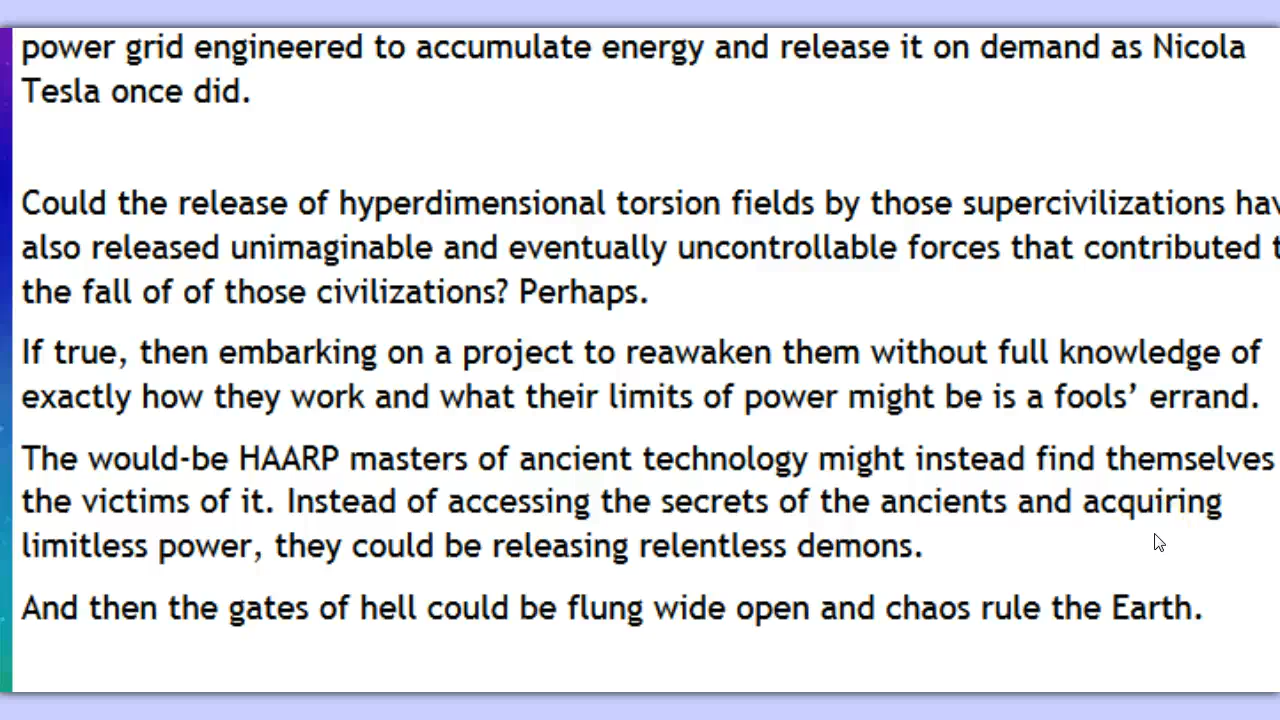 power grid engineered to accumulate energy and release it on demand as Nicola
Tesla once did.
Could the release of hyperdimensional torsion fields by those supercivilizations
also released unimaginable and eventually uncontrollable forces that contributed
the fall of of those civilizations? Perhaps.
If true, then embarking on a project to reawaken them without full knowledge of
exactly how they work and what their limits of power might be is a fools’ errand.
The would-be HAARP masters of ancient technology might instead find themselves
the victims of it. Instead of accessing the secrets of the ancients and acquiring
limitless power, they could be releasing relentless demons.
And then the gates of hell could be flung wide open and chaos rule the Earth.